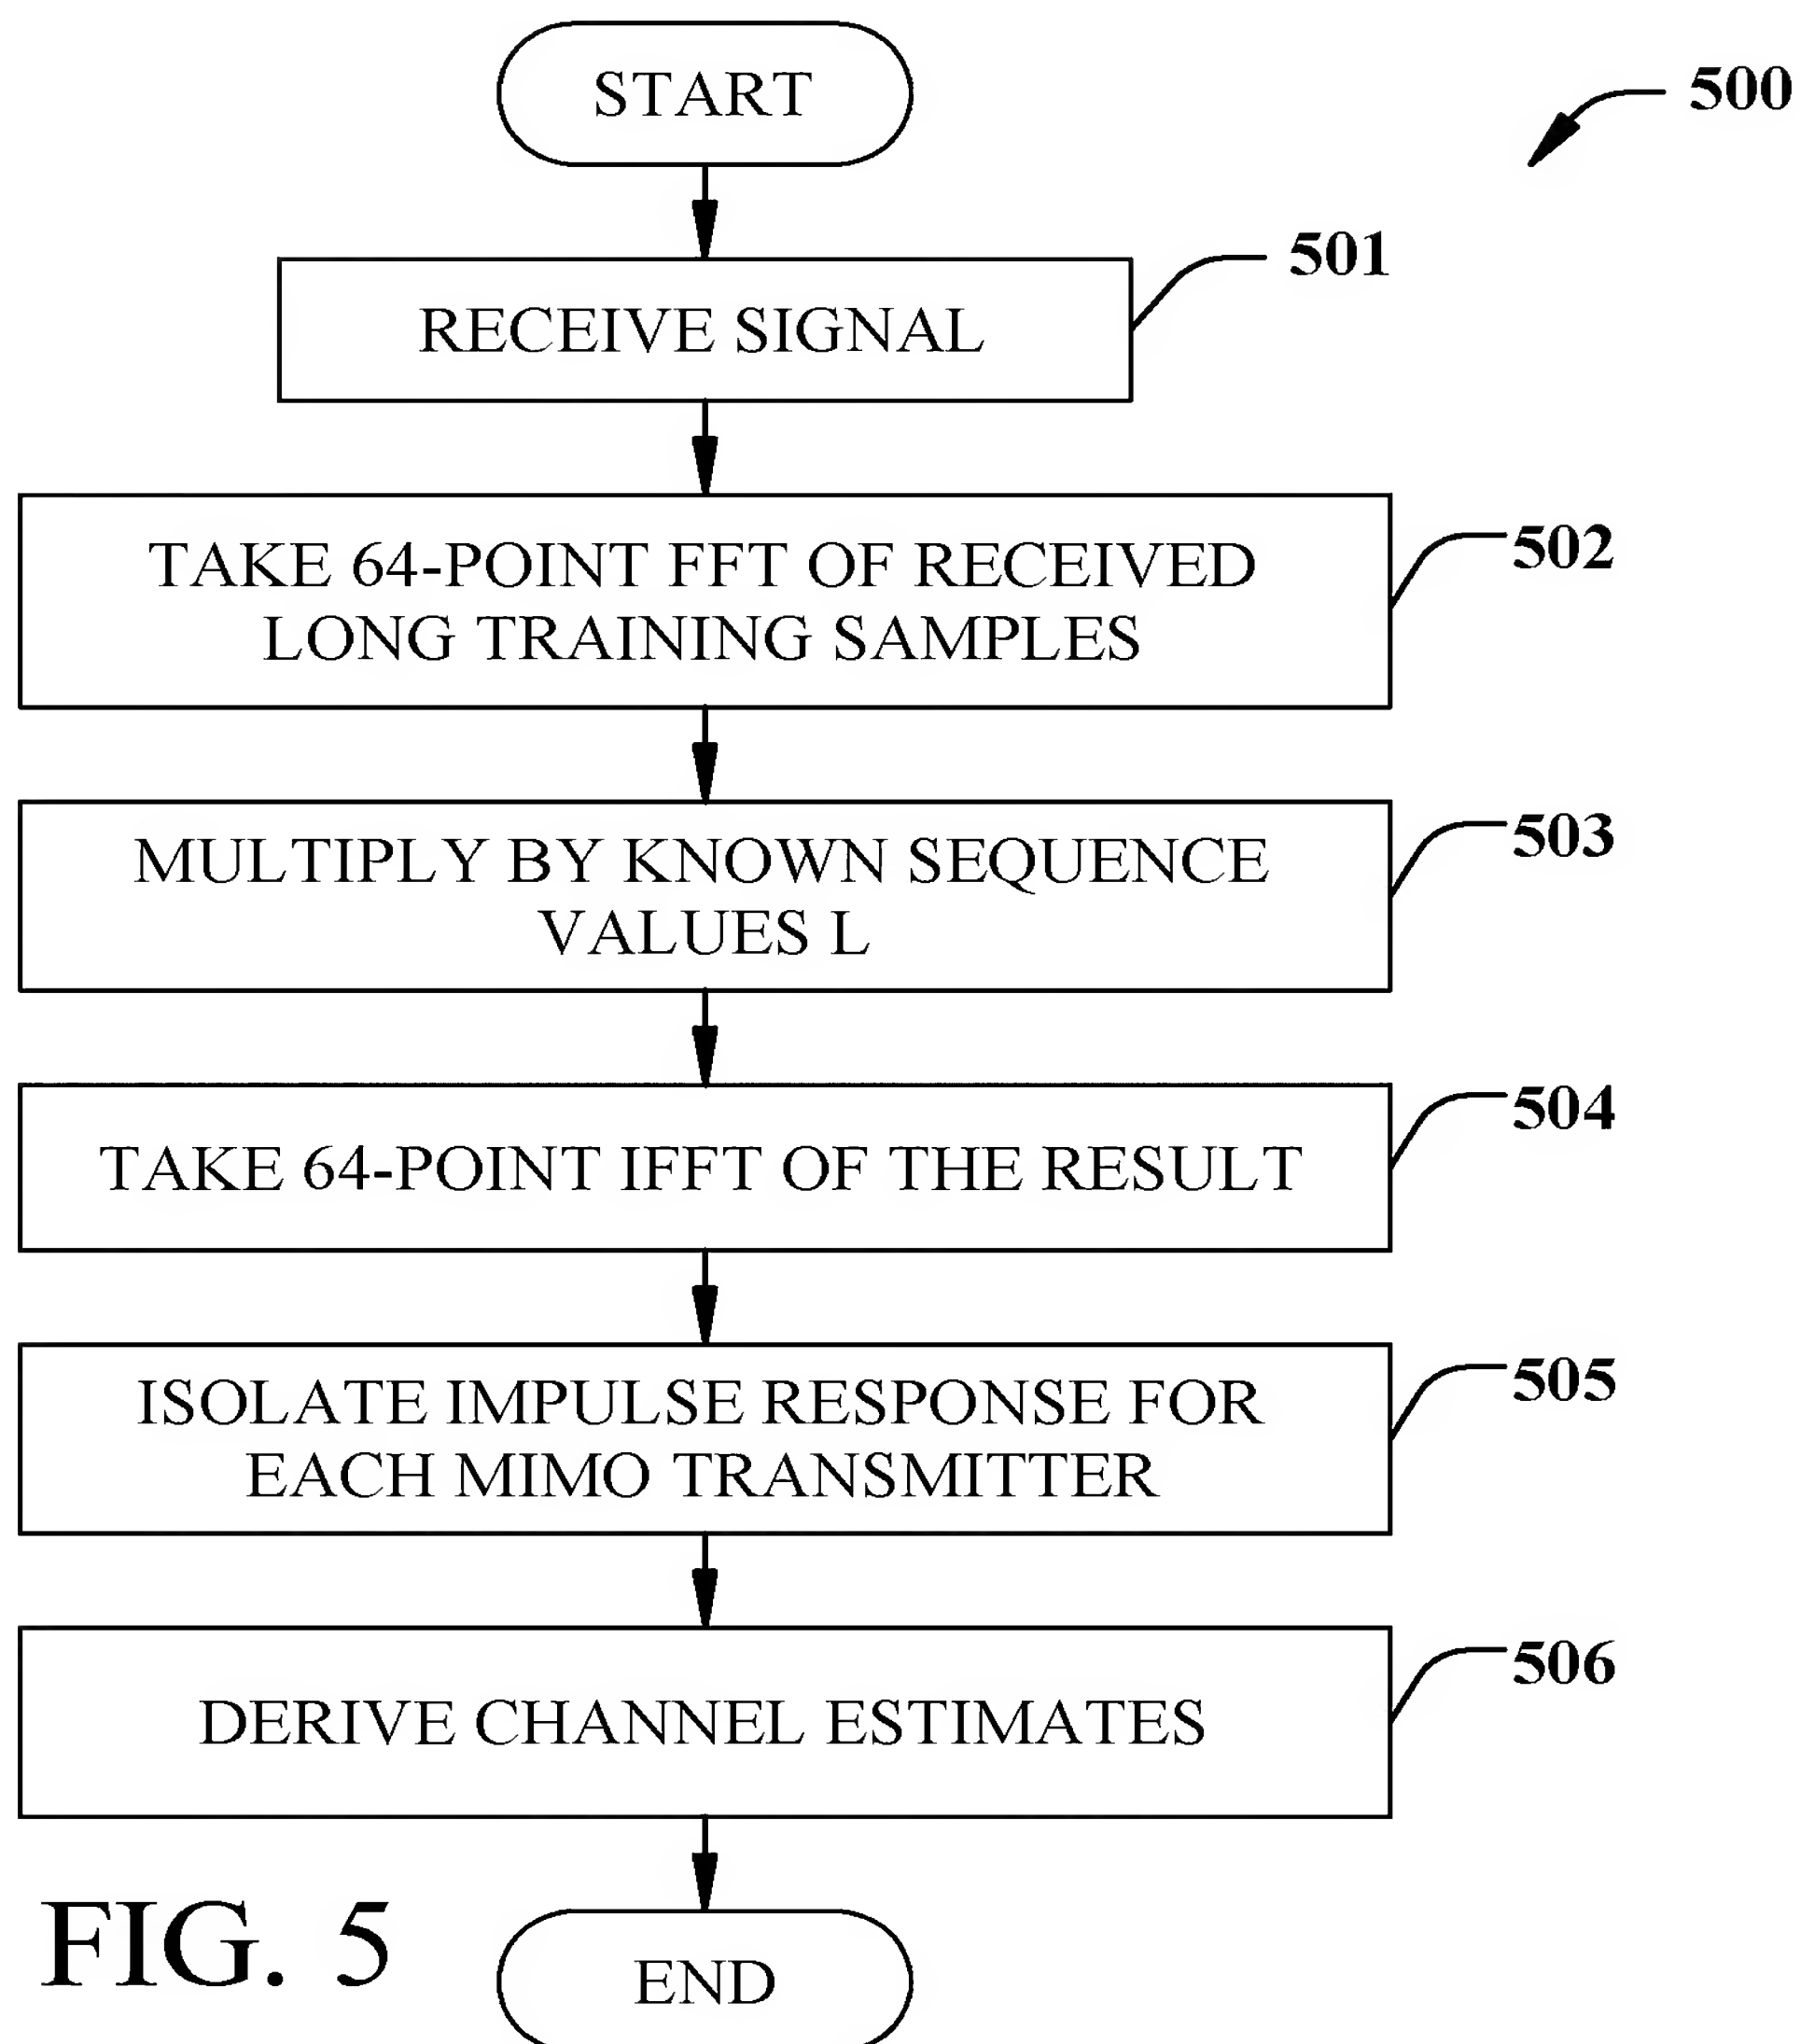 START
500
RECEIVE SIGNAL
501
TAKE 64-POINT FFT OF RECEIVED
LONG TRAINING SAMPLES
502
MULTIPLY BY KNOWN SEQUENCE
VALUES L
503
TAKE 64-POINT IFFT OF THE RESULT
504
ISOLATE IMPULSE RESPONSE FOR
EACH MIMO TRANSMITTER
505
DERIVE CHANNEL ESTIMATES
506
FIG. 5
END